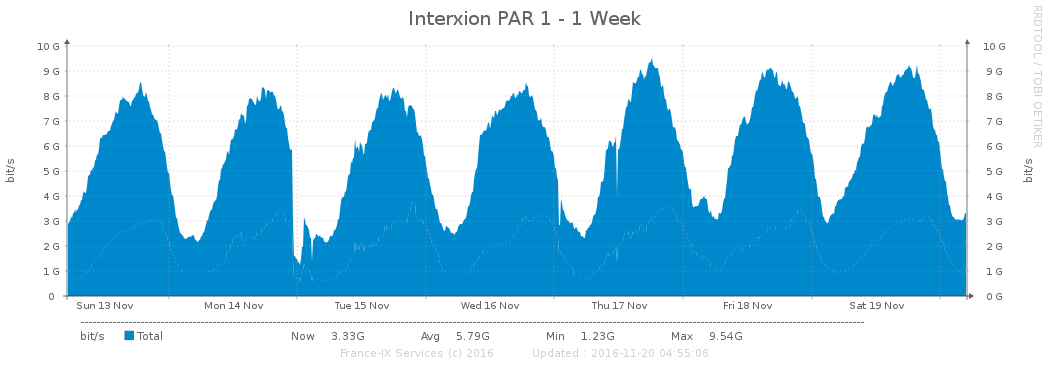 Interxion PAR 1 - 1 Week
RRDTOOL / TOBI OETIKER
bit/s
10 G
9 G
8 G
7 G
6 G
5 G
4 G
3 G
2 G
1 G
0
10 G
9 G
8 G
7 G
6 G
5 G
4 G
3 G
2 G
1 G
0 G
bit/s
Sun 13 Nov Mon 14 Nov Tue 15 Nov Wed 16 Nov Thu 17 Nov Fri 18 Nov Sat 19 Nov
bit/s Total Now 3.33G Avg 5.79G Min 1.23G Max 9.54G
France-IX Services (c) 2016 Updated : 2016-11-20 04:55:06